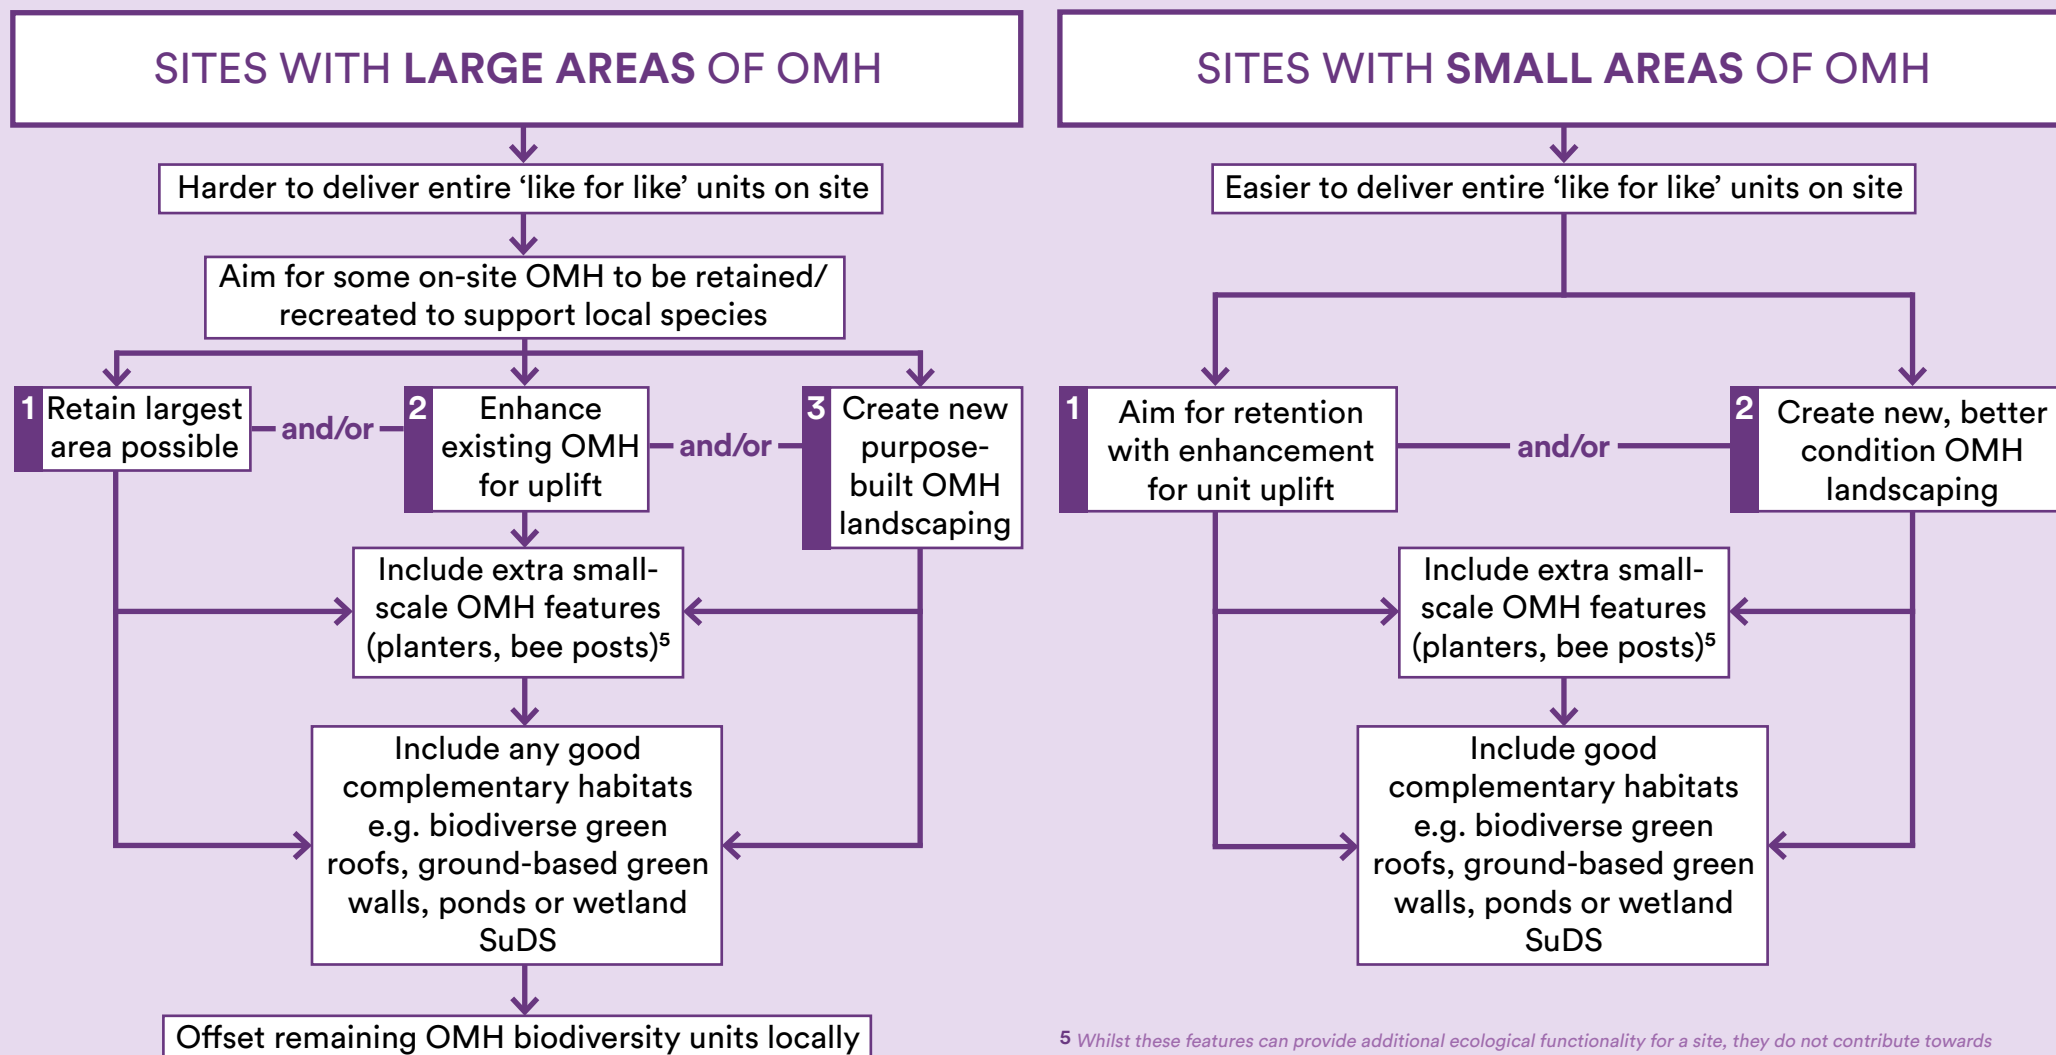 SITES WITH LARGE AREAS OF OMH
Harder to deliver entire ‘like for like’ units on site
Aim for some on-site OMH to be retained/
recreated to support local species
1 Retain largest
area possible
and/or
2 Enhance
existing OMH
for uplift
and/or
3 Create new
purpose-
built OMH
landscaping
Include extra small-
scale OMH features
(planters, bee posts)⁵
Include any good
complementary habitats
e.g. biodiverse green
roofs, ground-based green
walls, ponds or wetland
SuDS
Offset remaining OMH biodiversity units locally
SITES WITH SMALL AREAS OF OMH
Easier to deliver entire ‘like for like’ units on site
1 Aim for retention
with enhancement
for unit uplift
and/or
2 Create new, better
condition OMH
landscaping
Include extra small-
scale OMH features
(planters, bee posts)⁵
Include good
complementary habitats
e.g. biodiverse green
roofs, ground-based green
walls, ponds or wetland
SuDS
5 Whilst these features can provide additional ecological functionality for a site, they do not contribute towards